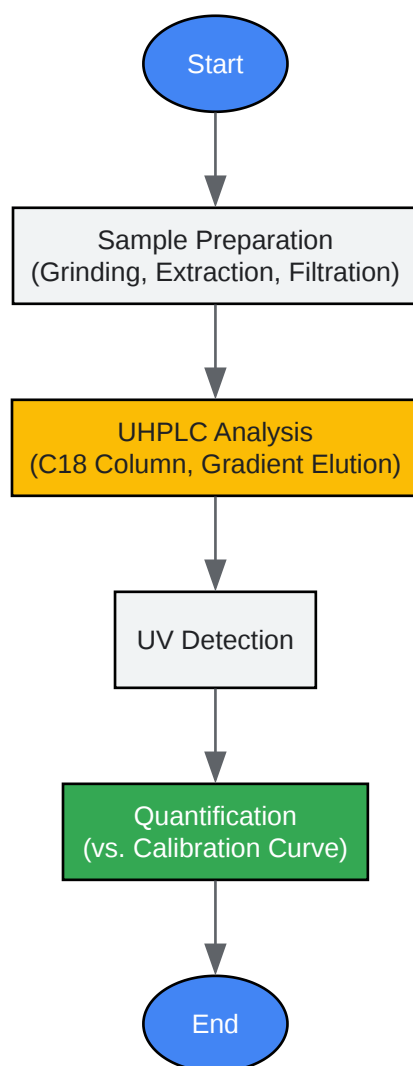 Start
Sample Preparation
(Grinding, Extraction, Filtration)
UHPLC Analysis
(C18 Column, Gradient Elution)
UV Detection
Quantification
(vs. Calibration Curve)
End